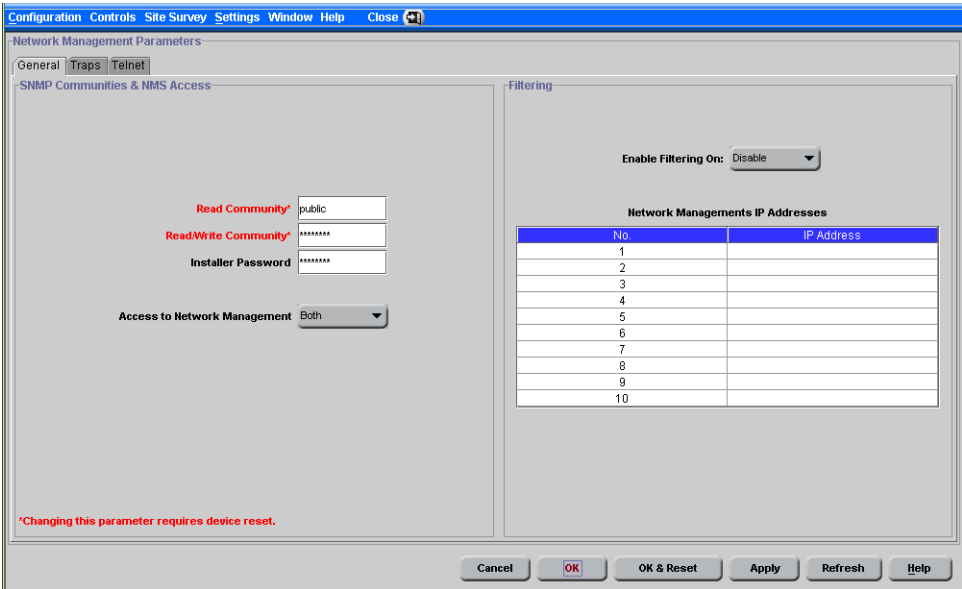 Configuration Controls Site Survey Settings Window Help Close
Network Management Parameters
General Traps Telnet
SNMP Communities & NMS Access
Read Community* public
Read/Write Community* ********
Installer Password ********
Access to Network Management Both
*Changing this parameter requires device reset.
Filtering
Enable Filtering On: Disable
Network Managements IP Addresses
No. IP Address
1
2
3
4
5
6
7
8
9
10
Cancel OK OK & Reset Apply Refresh Help